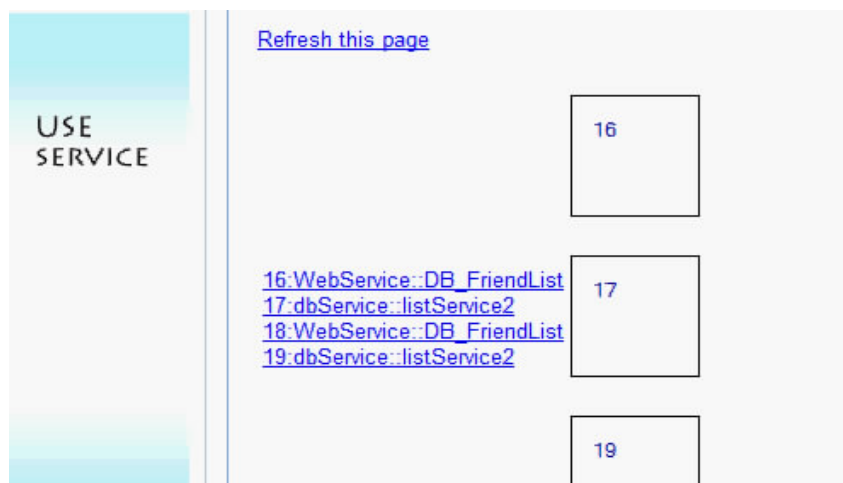 Refresh this page
USE
SERVICE
16
16:WebService::DB_FriendList
17:dbService::listService2
18:WebService::DB_FriendList
19:dbService::listService2
17
19